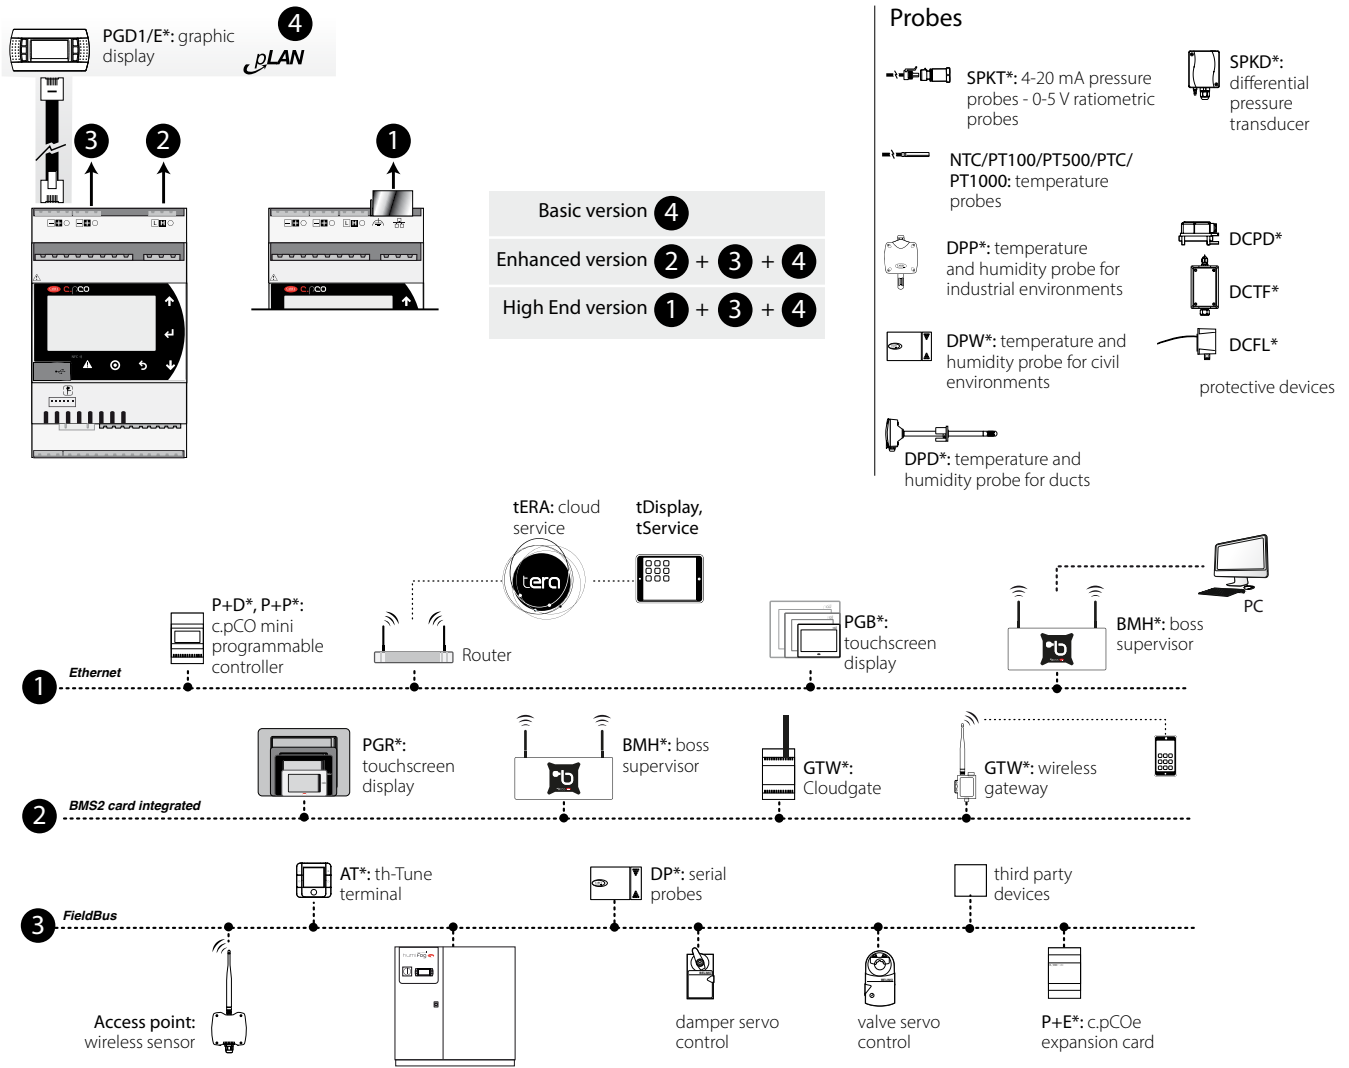 4
PGD1/E*: graphic
display
pLAN
3
2
1
c.pCO
c.pCO
Basic version 4
Enhanced version 2 + 3 + 4
High End version 1 + 3 + 4
Probes
SPKT*: 4-20 mA pressure
probes - 0-5 V ratiometric
probes
SPKD*:
differential
pressure
transducer
NTC/PT100/PT500/PTC/
PT1000: temperature
probes
DPP*: temperature
and humidity probe for
industrial environments
DCPD*
DCTF*
DPW*: temperature and
humidity probe for civil
environments
DCFL*
protective devices
DPD*: temperature and
humidity probe for ducts
tERA: cloud
service
tDisplay,
tService
tera
P+D*, P+P*:
c.pCO mini
programmable
controller
Router
PGB*:
touchscreen
display
BMH*: boss
supervisor
PC
1 Ethernet
PGR*:
touchscreen
display
BMH*: boss
supervisor
GTW*:
Cloudgate
GTW*: wireless
gateway
2 BMS2 card integrated
AT*: th-Tune
terminal
DP*: serial
probes
third party
devices
3 FieldBus
humiFog
Access point:
wireless sensor
damper servo
control
valve servo
control
P+E*: c.pCOe
expansion card